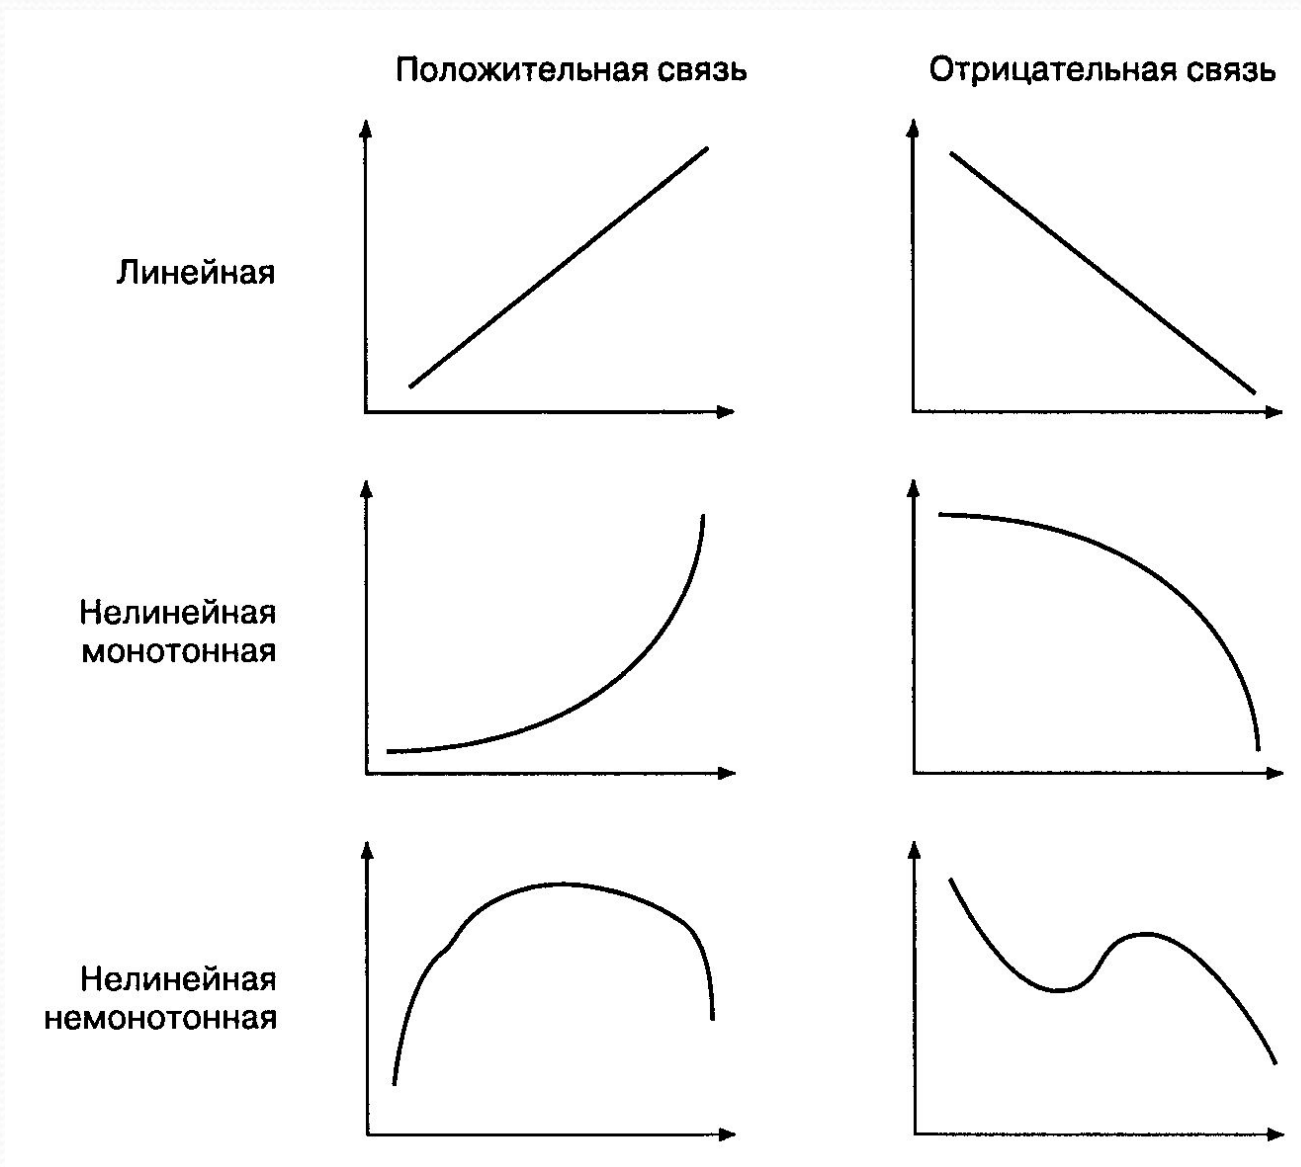 Положительная связь
Отрицательная связь
Линейная
Нелинейная
монотонная
Нелинейная
немонотонная